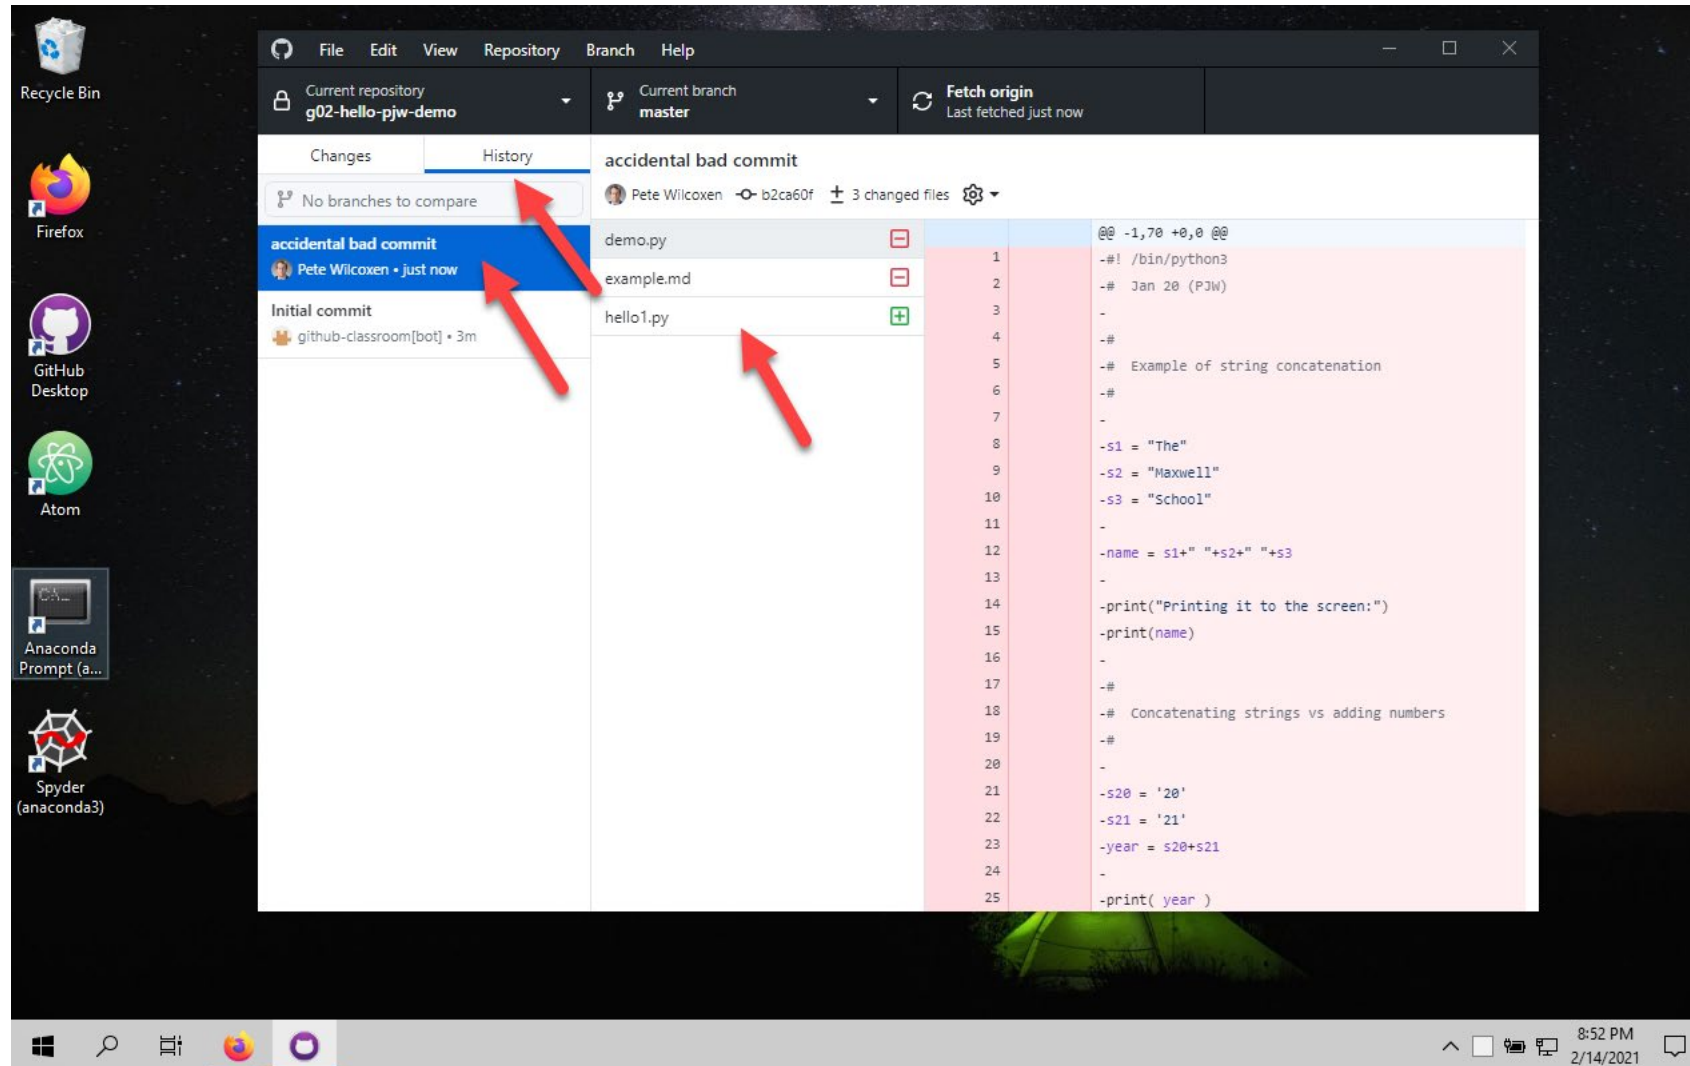 Recycle Bin
Firefox
GitHub
Desktop
Atom
Anaconda
Prompt (a...
Spyder
(anaconda3)
File Edit View Repository Branch Help
Current repository
g02-hello-pjw-demo
Current branch
master
Fetch origin
Last fetched just now
Changes History
No branches to compare
accidental bad commit
Pete Wilcoxen • just now
Initial commit
github-classroom[bot] • 3m
accidental bad commit
Pete Wilcoxen b2ca60f 3 changed files
demo.py
example.md
hello1.py
@@ -1,70 +0,0 @@
1 -#! /bin/python3
2 -#  Jan 20 (PJW)
3 -
4 -#
5 -#  Example of string concatenation
6 -#
7 -
8 -s1 = "The"
9 -s2 = "Maxwell"
10 -s3 = "School"
11 -
12 -name = s1+" "+s2+" "+s3
13 -
14 -print("Printing it to the screen:")
15 -print(name)
16 -
17 -#
18 -#  Concatenating strings vs adding numbers
19 -#
20 -
21 -s20 = '20'
22 -s21 = '21'
23 -year = s20+s21
24 -
25 -print( year )
8:52 PM
2/14/2021